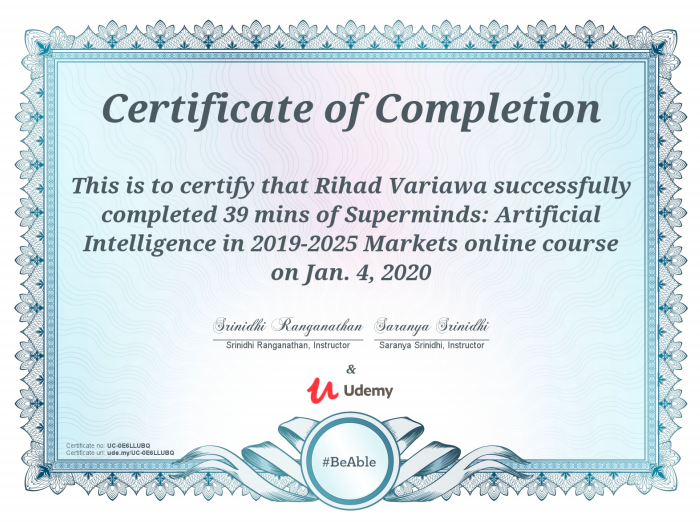 Certificate of Completion
This is to certify that Rihad Variawa successfully
completed 39 mins of Superminds: Artificial
Intelligence in 2019-2025 Markets online course
on Jan. 4, 2020
Srinidhi Ranganathan Saranya Srinidhi
Srinidhi Ranganathan, Instructor Saranya Srinidhi, Instructor
&
Udemy
Certificate no: UC-0E6LLUBQ
Certificate url: ude.my/UC-0E6LLUBQ
#BeAble